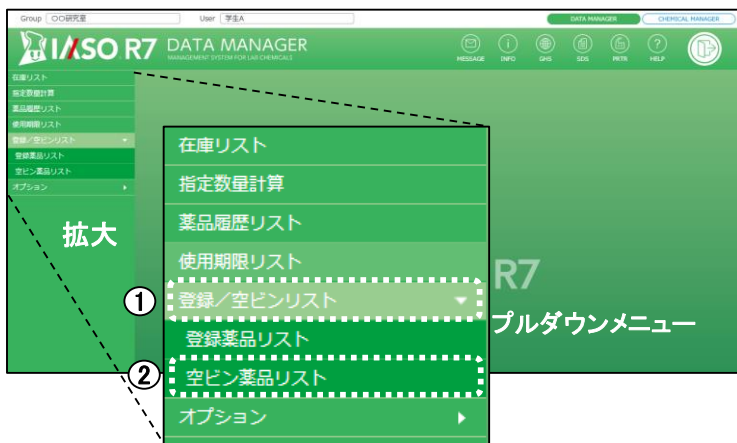 Group 〇〇研究室 User 学生A DATA MANAGER CHEMICAL MANAGER
IASO R7 DATA MANAGER
MANAGEMENT SYSTEM FOR LAB CHEMICALS
MESSAGE INFO GHS SDS PRTR HELP
在庫リスト
指定数量計算
薬品履歴リスト
使用期限リスト
登録/空ビンリスト
登録薬品リスト
空ビン薬品リスト
オプション
拡大
在庫リスト
指定数量計算
薬品履歴リスト
使用期限リスト
R7
① 登録/空ビンリスト
プルダウンメニュー
登録薬品リスト
② 空ビン薬品リスト
オプション